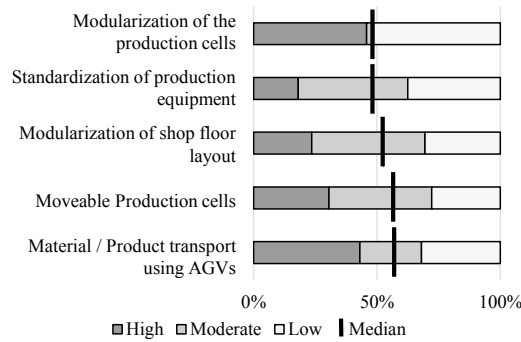 Modularization of the
production cells
Standardization of production
equipment
Modularization of shop floor
layout
Moveable Production cells
Material / Product transport
using AGVs
0% 50% 100%
High Moderate Low Median